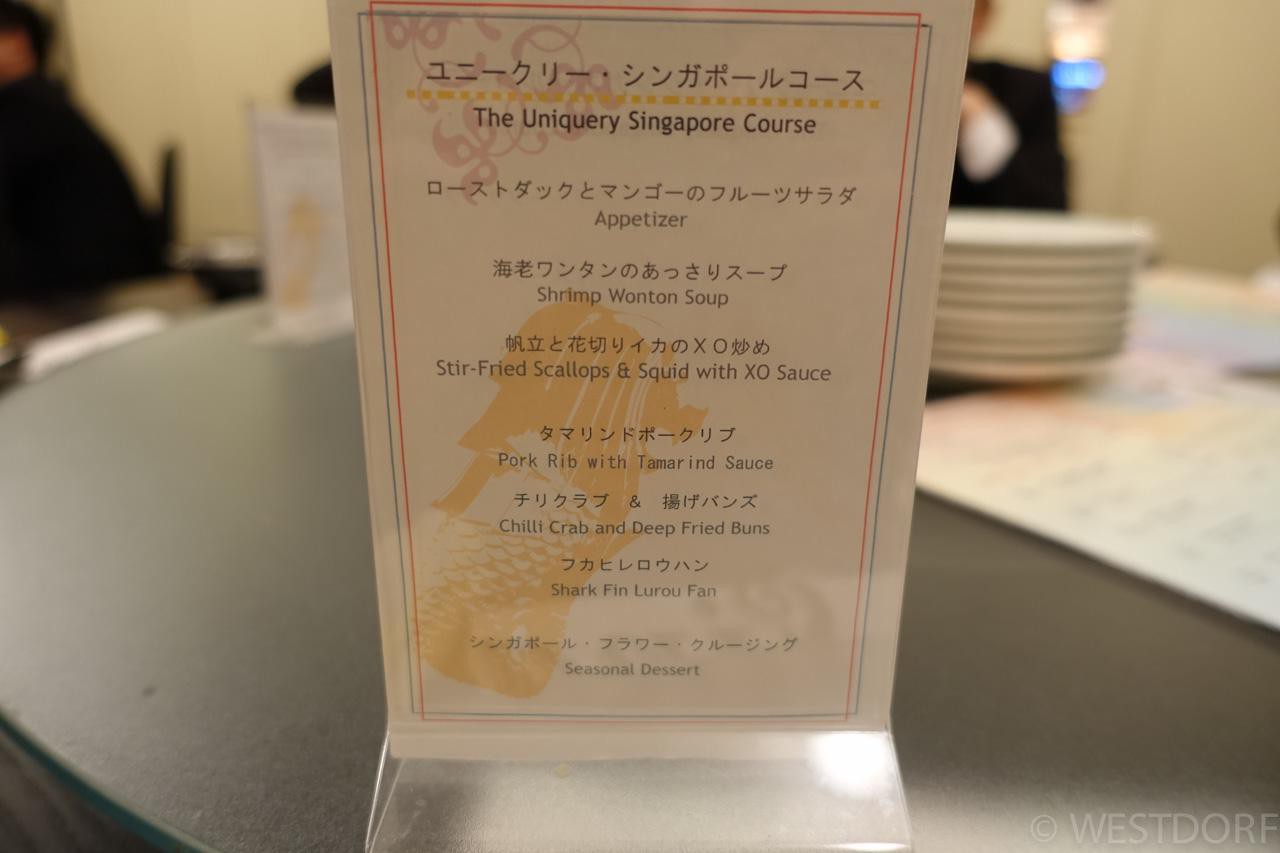 ユニークリー・シンガポールコース
The Uniquery Singapore Course
ローストダックとマンゴーのフルーツサラダ
Appetizer
海老ワンタンのあっさりスープ
Shrimp Wonton Soup
帆立と花切りイカのＸＯ炒め
Stir-Fried Scallops & Squid with XO Sauce
タマリンドポークリブ
Pork Rib with Tamarind Sauce
チリクラブ　&　揚げバンズ
Chilli Crab and Deep Fried Buns
フカヒレロウハン
Shark Fin Lurou Fan
シンガポール・フラワー・クルージング
Seasonal Dessert
© WESTDORF